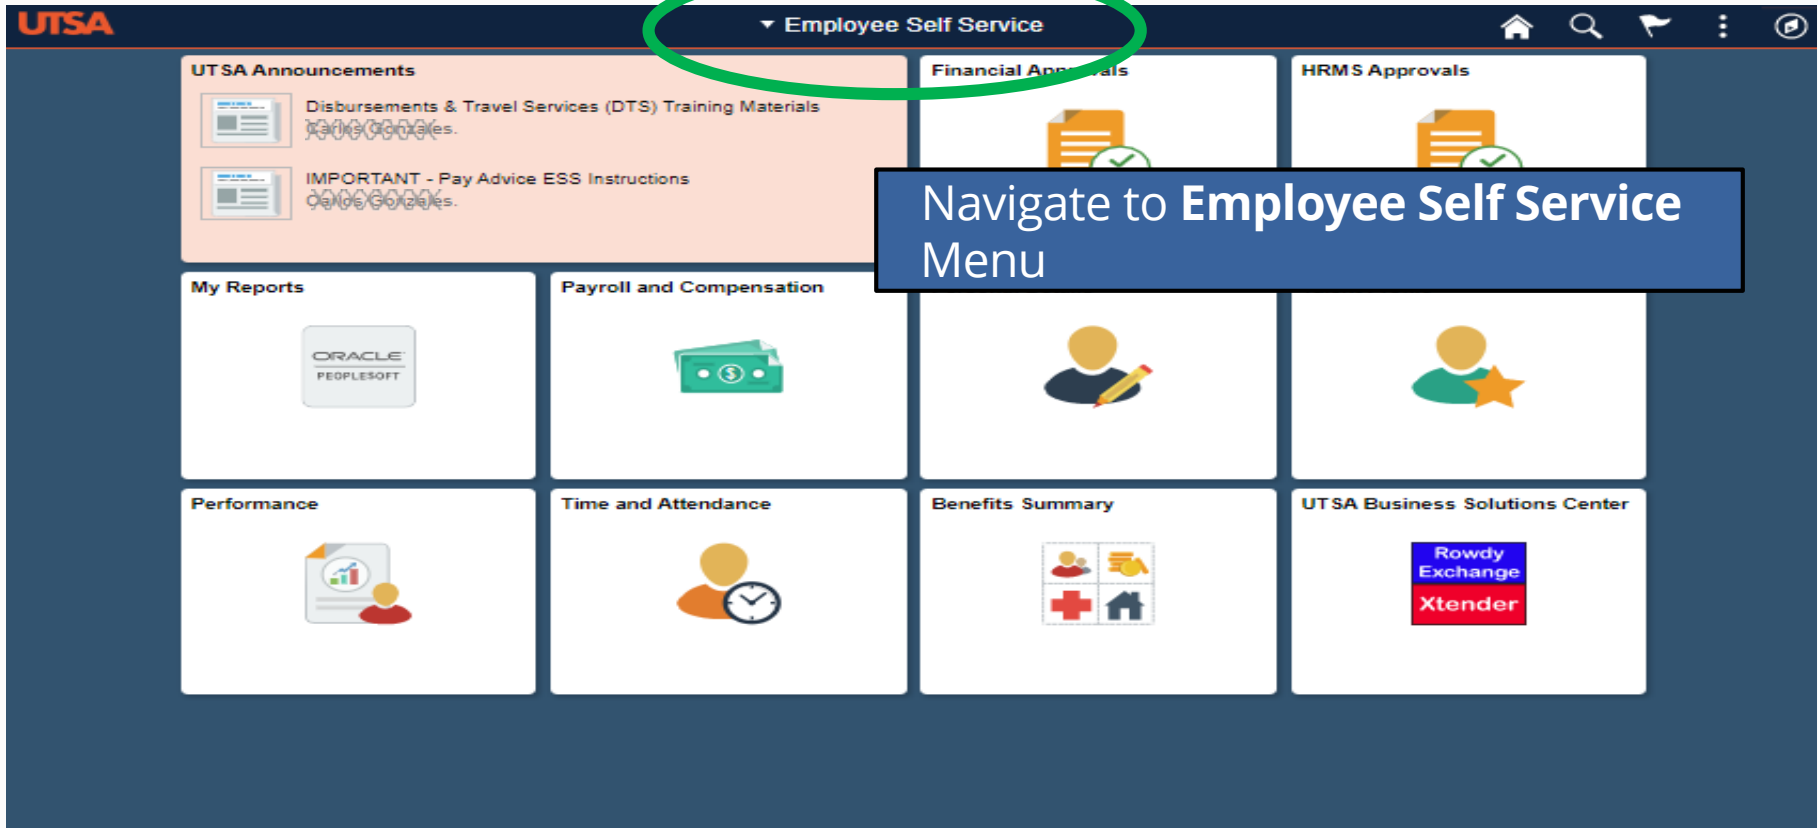 UTSA
Employee Self Service
UTSA Announcements
Disbursements & Travel Services (DTS) Training Materials
IMPORTANT - Pay Advice ESS Instructions
Financial Approvals
HRMS Approvals
Navigate to Employee Self Service
Menu
My Reports
ORACLE
PEOPLESOFT
Payroll and Compensation
Performance
Time and Attendance
Benefits Summary
UTSA Business Solutions Center
Rowdy
Exchange
Xtender